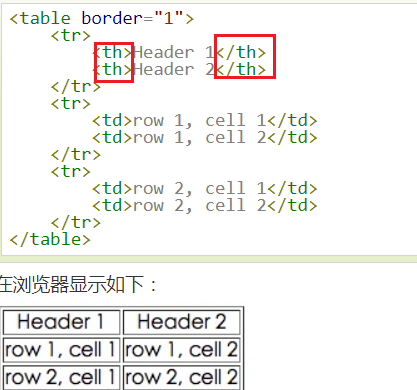 <table border="1">
<tr>
<th>Header 1</th>
<th>Header 2</th>
</tr>
<tr>
<td>row 1, cell 1</td>
<td>row 1, cell 2</td>
</tr>
<tr>
<td>row 2, cell 1</td>
<td>row 2, cell 2</td>
</tr>
</table>
在浏览器显示如下：
Header 1 Header 2
row 1, cell 1 row 1, cell 2
row 2, cell 1 row 2, cell 2